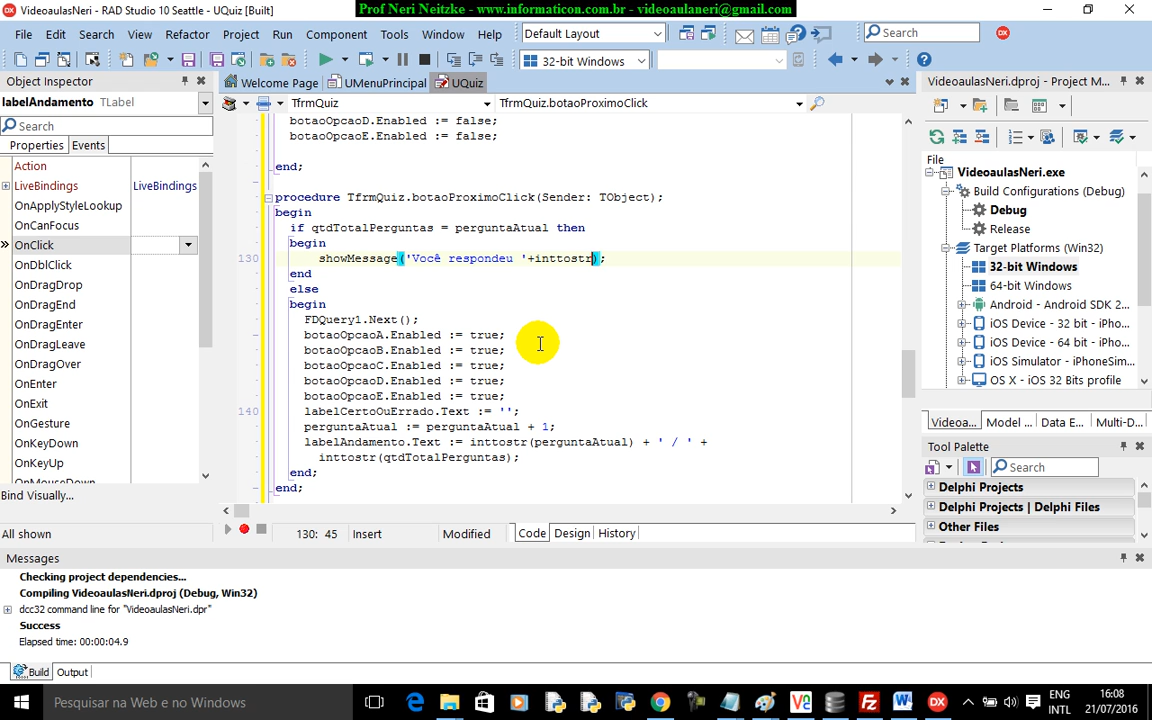 Prof Neri Neitzke - www.informaticon.com.br - videoaulaneri@gmail.com
VideoaulasNeri - RAD Studio 10 Seattle - UQuiz [Built]
File Edit Search View Refactor Project Run Component Tools Window Help
Default Layout
Search
32-bit Windows
Object Inspector
labelAndamento TLabel
Search
Properties Events
Action
LiveBindings LiveBindings
OnApplyStyleLookup
OnCanFocus
OnClick
OnDblClick
OnDragDrop
OnDragEnd
OnDragEnter
OnDragLeave
OnDragOver
OnEnter
OnExit
OnGesture
OnKeyDown
OnKeyUp
OnMouseDown
Bind Visually...
All shown
Welcome Page UMenuPrincipal UQuiz
TfrmQuiz TfrmQuiz.botaoProximoClick
botaoOpcaoD.Enabled := false;
botaoOpcaoE.Enabled := false;
end;
procedure TfrmQuiz.botaoProximoClick(Sender: TObject);
begin
if qtdTotalPerguntas = perguntaAtual then
begin
130 showMessage('Você respondeu '+inttostr);
end
else
begin
FDQuery1.Next();
botaoOpcaoA.Enabled := true;
botaoOpcaoB.Enabled := true;
botaoOpcaoC.Enabled := true;
botaoOpcaoD.Enabled := true;
botaoOpcaoE.Enabled := true;
140 labelCertoOuErrado.Text := '';
perguntaAtual := perguntaAtual + 1;
labelAndamento.Text := inttostr(perguntaAtual) + ' / ' +
inttostr(qtdTotalPerguntas);
end;
end;
130: 45 Insert Modified Code Design History
VideoaulasNeri.dproj - Project M...
File
VideoaulasNeri.exe
Build Configurations (Debug)
Debug
Release
Target Platforms (Win32)
32-bit Windows
64-bit Windows
Android - Android SDK 2...
iOS Device - 32 bit - iPho...
iOS Device - 64 bit - iPho...
iOS Simulator - iPhoneSim...
OS X - iOS 32 Bits profile
Videoa... Model ... Data E... Multi-D...
Tool Palette
Search
Delphi Projects
Delphi Projects | Delphi Files
Other Files
Messages
Checking project dependencies...
Compiling VideoaulasNeri.dproj (Debug, Win32)
dcc32 command line for "VideoaulasNeri.dpr"
Success
Elapsed time: 00:00:04.9
Build Output
Pesquisar na Web e no Windows
ENG
INTL
16:08
21/07/2016